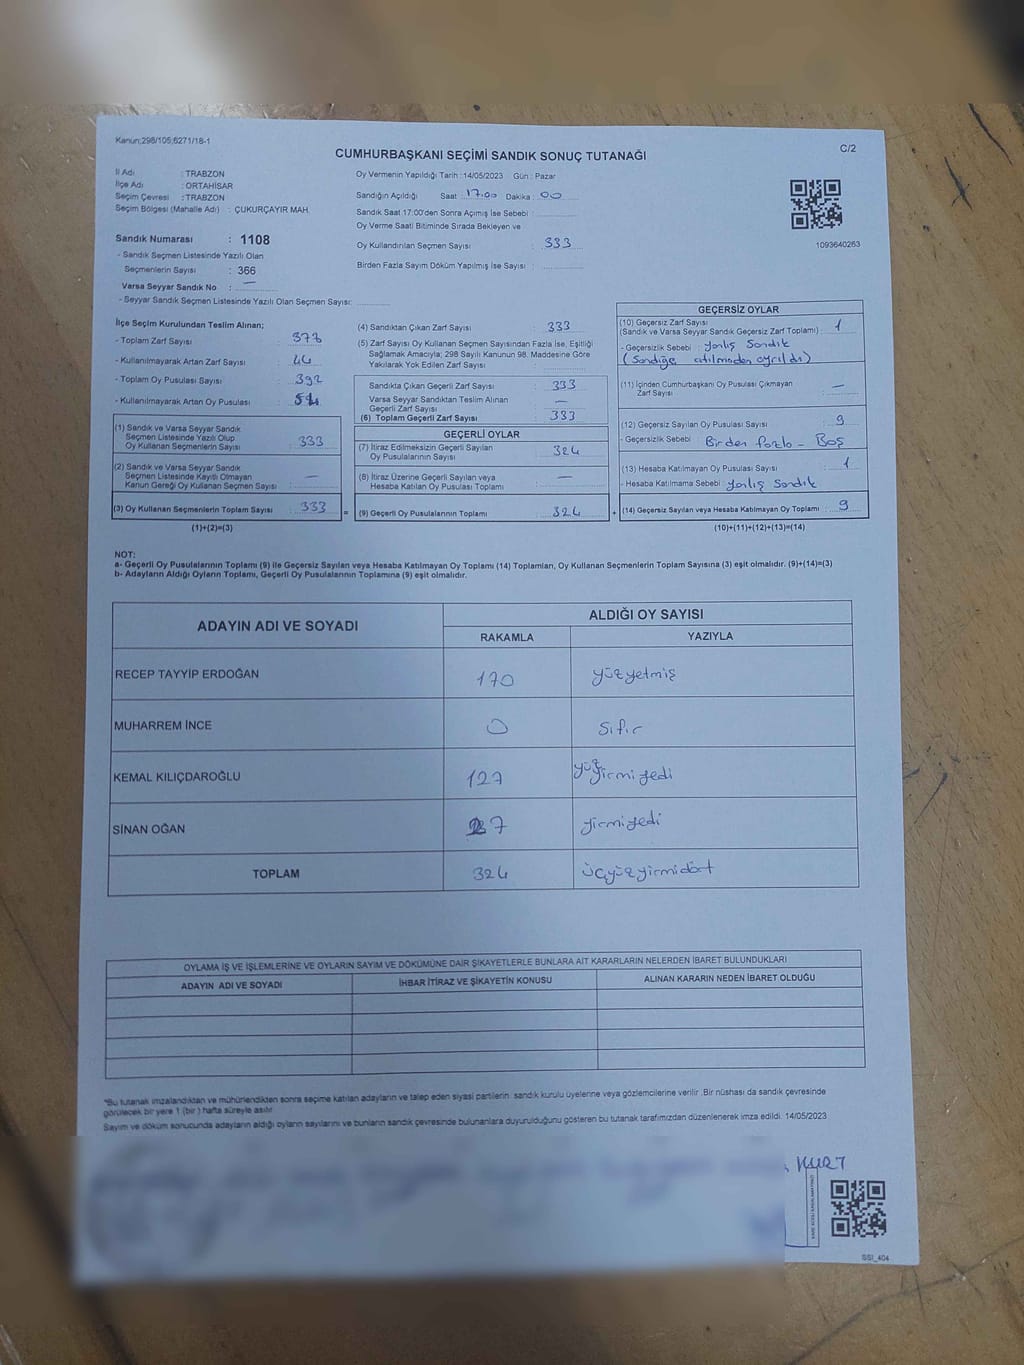 Kanun;298/105;6271/18-1
C/2
CUMHURBAŞKANI SEÇİMİ SANDIK SONUÇ TUTANAĞI
İl Adı : TRABZON
İlçe Adı : ORTAHİSAR
Seçim Çevresi : TRABZON
Seçim Bölgesi (Mahalle Adı) : ÇUKURÇAYIR MAH.
Sandık Numarası : 1108
- Sandık Seçmen Listesinde Yazılı Olan
Seçmenlerin Sayısı : 366
Varsa Seyyar Sandık No : —
- Seyyar Sandık Seçmen Listesinde Yazılı Olan Seçmen Sayısı:
Oy Vermenin Yapıldığı Tarih :14/05/2023 Gün : Pazar
Sandığın Açıldığı Saat 17.00 Dakika : 00
Sandık Saat 17:00'den Sonra Açımış İse Sebebi :
Oy Verme Saati Bitiminde Sırada Bekleyen ve
Oy Kullandırılan Seçmen Sayısı : 333
Birden Fazla Sayım Döküm Yapılmış İse Sayısı :
1093640263
İlçe Seçim Kurulundan Teslim Alınan;
- Toplam Zarf Sayısı :
- Kullanılmayarak Artan Zarf Sayısı : 44
- Toplam Oy Pusulası Sayısı : 392
- Kullanılmayarak Artan Oy Pusulası :
(1) Sandık ve Varsa Seyyar Sandık
Seçmen Listesinde Yazılı Olup
Oy Kullanan Seçmenlerin Sayısı : 333
(2) Sandık ve Varsa Seyyar Sandık
Seçmen Listesinde Kayıtlı Olmayan
Kanun Gereği Oy Kullanan Seçmen Sayısı : —
(3) Oy Kullanan Seçmenlerin Toplam Sayısı : 333
(1)+(2)=(3)
=
(4) Sandıktan Çıkan Zarf Sayısı : 333
(5) Zarf Sayısı Oy Kullanan Seçmen Sayısından Fazla İse, Eşitliği
Sağlamak Amacıyla; 298 Sayılı Kanunun 98. Maddesine Göre
Yakılarak Yok Edilen Zarf Sayısı :
Sandıkta Çıkan Geçerli Zarf Sayısı : 333
Varsa Seyyar Sandıktan Teslim Alınan
Geçerli Zarf Sayısı : —
(6) Toplam Geçerli Zarf Sayısı : 333
GEÇERLİ OYLAR
(7) İtiraz Edilmeksizin Geçerli Sayılan
Oy Pusulalarının Sayısı : 324
(8) İtiraz Üzerine Geçerli Sayılan veya
Hesaba Katılan Oy Pusulası Toplamı : —
(9) Geçerli Oy Pusulalarının Toplamı : 324
+
GEÇERSİZ OYLAR
(10) Geçersiz Zarf Sayısı
(Sandık ve Varsa Seyyar Sandık Geçersiz Zarf Toplamı) : 1
- Geçersizlik Sebebi : Yanlış Sandık
(Sandığa atılmadan ayrıldı)
(11) İçinden Cumhurbaşkanı Oy Pusulası Çıkmayan
Zarf Sayısı : —
(12) Geçersiz Sayılan Oy Pusulası Sayısı : 9
- Geçersizlik Sebebi : Birden fazla - Boş
(13) Hesaba Katılmayan Oy Pusulası Sayısı : 1
- Hesaba Katılmama Sebebi : Yanlış Sandık
(14) Geçersiz Sayılan veya Hesaba Katılmayan Oy Toplamı : 9
(10)+(11)+(12)+(13)=(14)
NOT:
a- Geçerli Oy Pusulalarının Toplamı (9) ile Geçersiz Sayılan veya Hesaba Katılmayan Oy Toplamı (14) Toplamları, Oy Kullanan Seçmenlerin Toplam Sayısına (3) eşit olmalıdır. (9)+(14)=(3)
b- Adayların Aldığı Oyların Toplamı, Geçerli Oy Pusulalarının Toplamına (9) eşit olmalıdır.
ADAYIN ADI VE SOYADI
ALDIĞI OY SAYISI
RAKAMLA YAZIYLA
RECEP TAYYİP ERDOĞAN 170 yüzyetmiş
MUHARREM İNCE 0 Sıfır
KEMAL KILIÇDAROĞLU 127 yüzyirmiyedi
SİNAN OĞAN 27 yirmiyedi
TOPLAM 324 üçyüzyirmidört
OYLAMA İŞ VE İŞLEMLERİNE VE OYLARIN SAYIM VE DÖKÜMÜNE DAİR ŞİKAYETLERLE BUNLARA AİT KARARLARIN NELERDEN İBARET BULUNDUKLARI
ADAYIN ADI VE SOYADI İHBAR İTİRAZ VE ŞİKAYETİN KONUSU ALINAN KARARIN NEDEN İBARET OLDUĞU
*Bu tutanak imzalandıktan ve mühürlendikten sonra seçime katılan adayların ve talep eden siyasi partilerin sandık kurulu üyelerine veya gözlemcilerine verilir. Bir nüshası da sandık çevresinde
görülecek bir yere 1 (bir ) hafta süreyle asılır
Sayım ve döküm sonucunda adayların aldığı oyların sayılarını ve bunların sandık çevresinde bulunanlara duyurulduğunu gösteren bu tutanak tarafımızdan düzenlenerek imza edildi. 14/05/2023
KURT
SSI_404